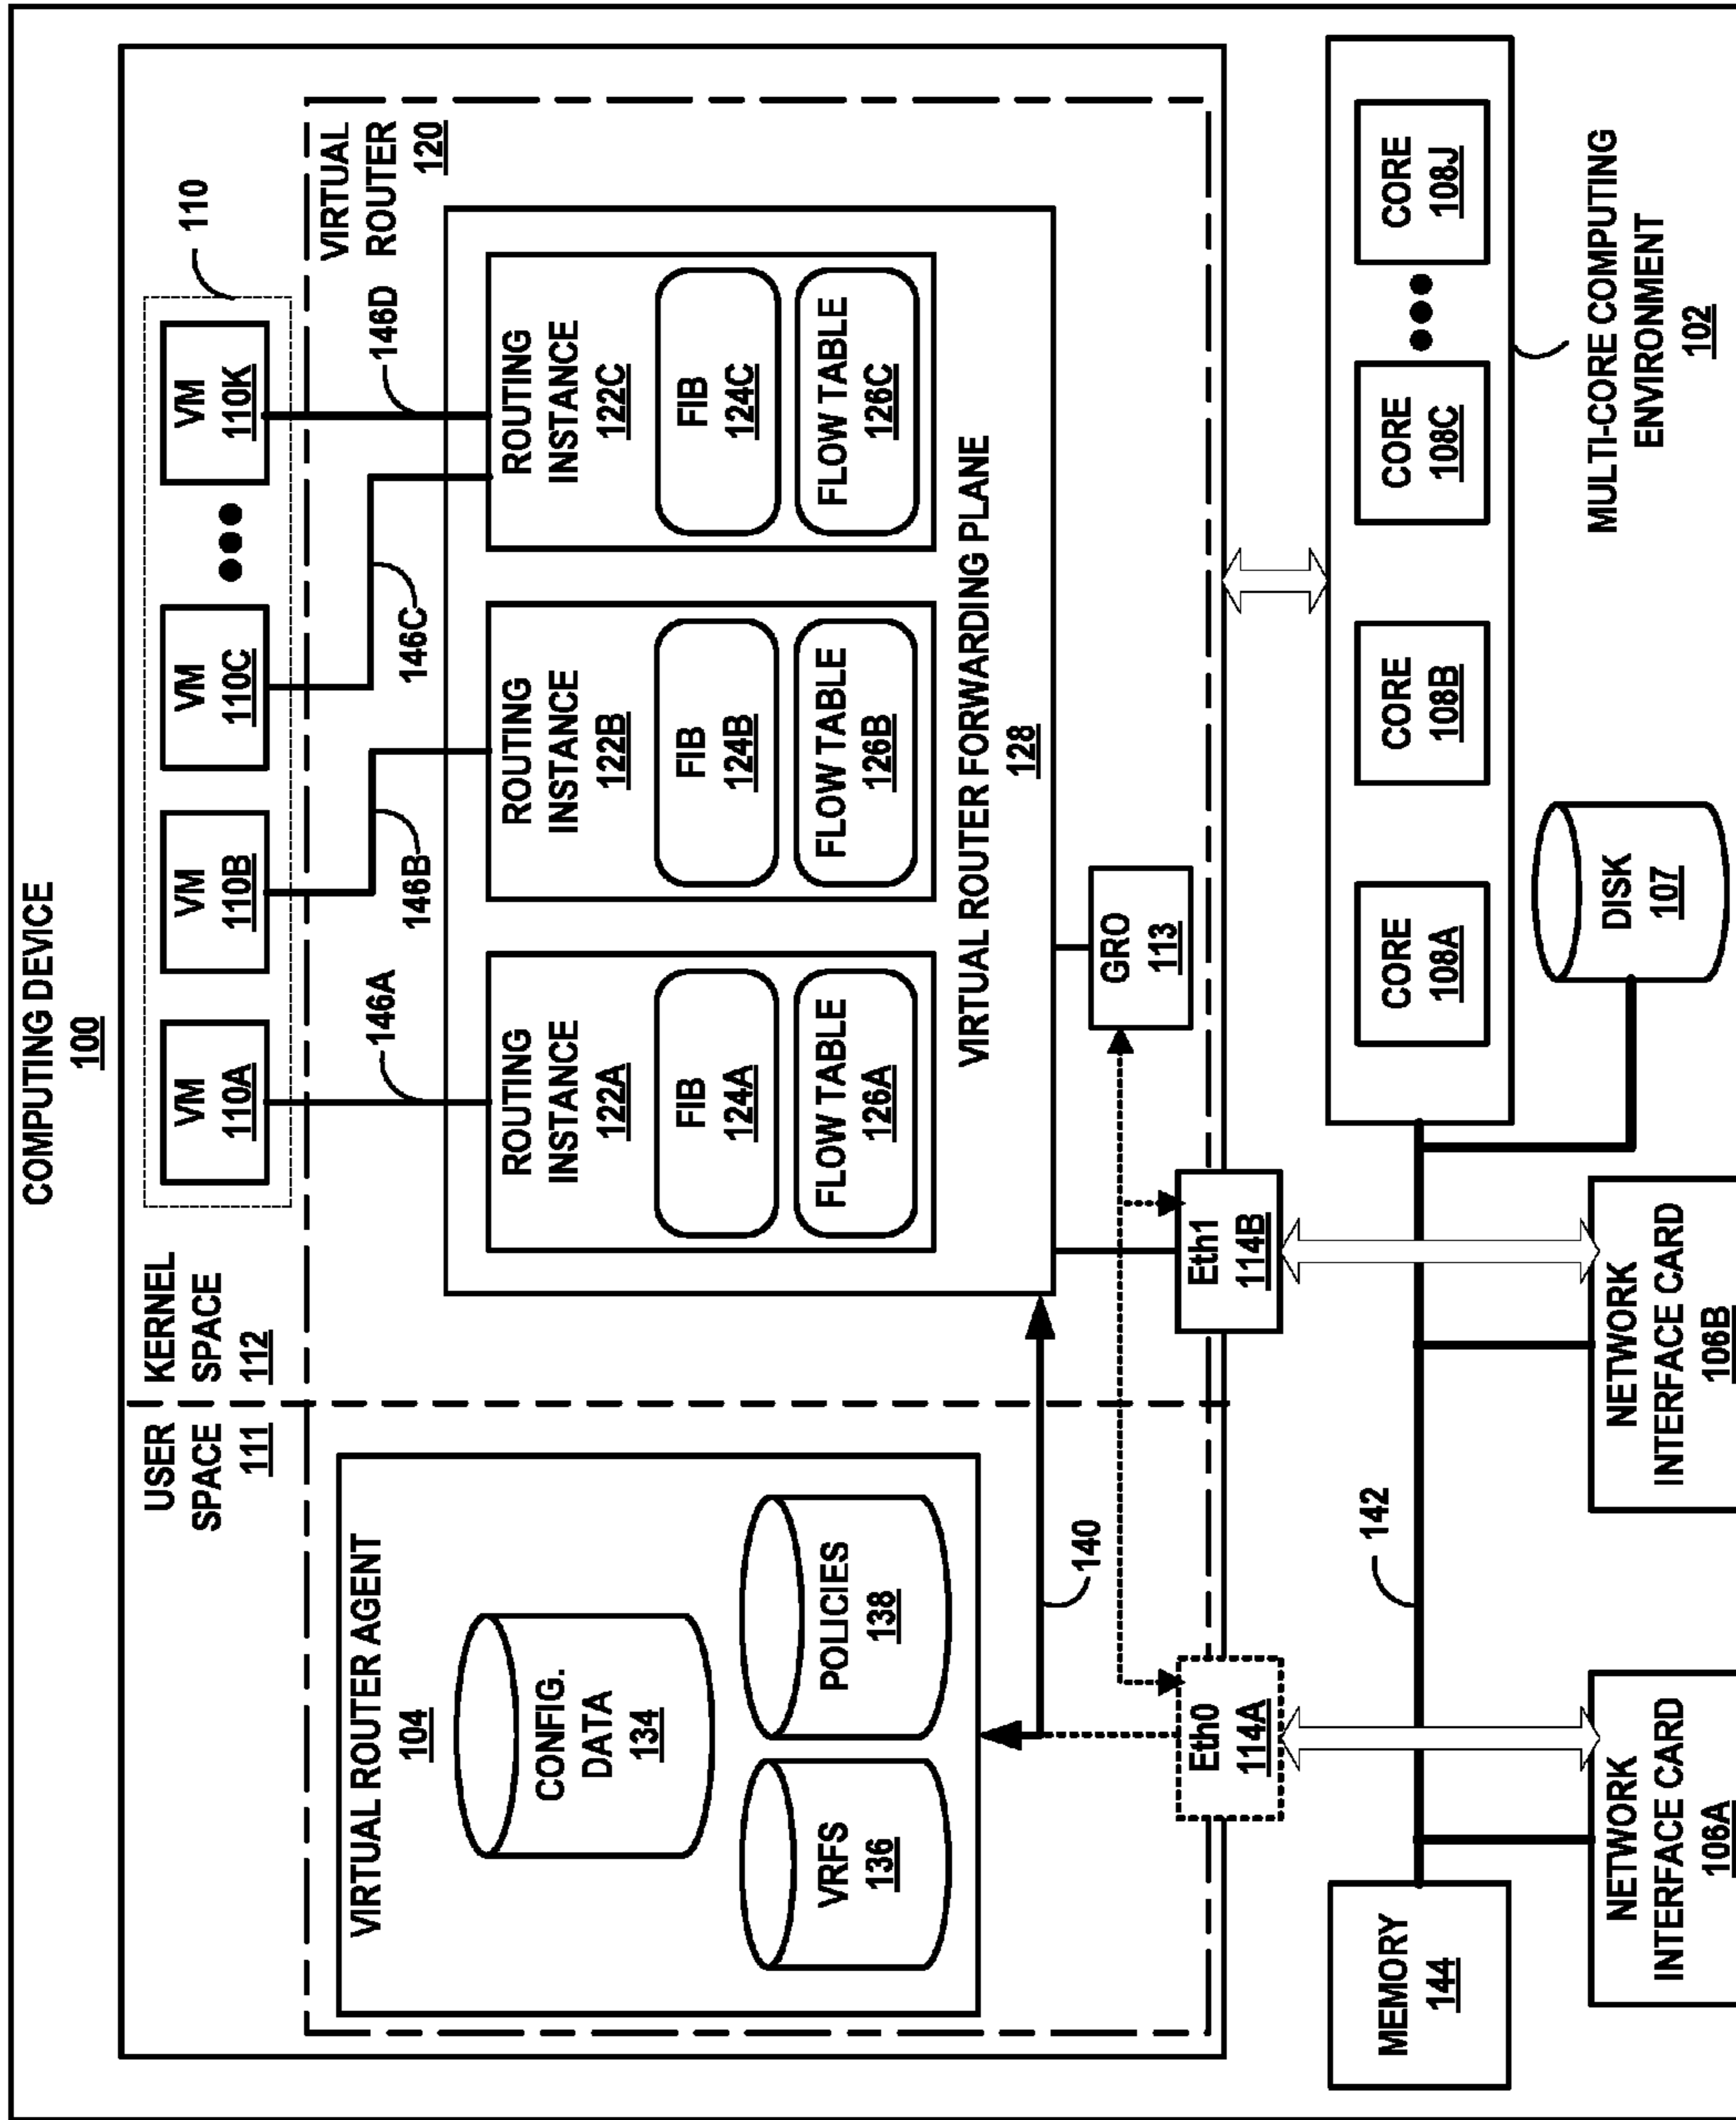 COMPUTING DEVICE
100
USER
SPACE
111
KERNEL
SPACE
112
VM
110A
VM
110B
VM
110C
VM
110K
110
146A
146B
146C
146D
VIRTUAL
ROUTER
120
VIRTUAL ROUTER AGENT
104
CONFIG.
DATA
134
VRFS
136
POLICIES
138
ROUTING
INSTANCE
122A
FIB
124A
FLOW TABLE
126A
ROUTING
INSTANCE
122B
FIB
124B
FLOW TABLE
126B
ROUTING
INSTANCE
122C
FIB
124C
FLOW TABLE
126C
VIRTUAL ROUTER FORWARDING PLANE
128
140
GRO
113
Eth0
114A
Eth1
114B
MEMORY
144
142
CORE
108A
CORE
108B
CORE
108C
CORE
108J
NETWORK
INTERFACE CARD
106A
NETWORK
INTERFACE CARD
106B
DISK
107
MULTI-CORE COMPUTING
ENVIRONMENT
102